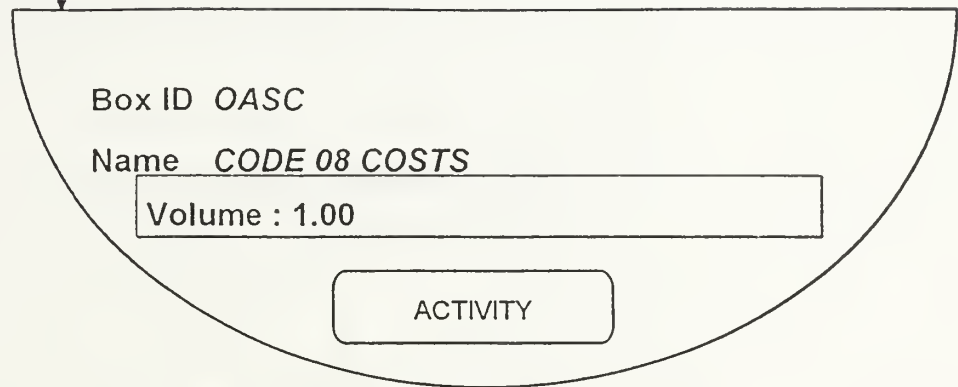 Box ID OASC
Name CODE 08 COSTS
Volume : 1.00
ACTIVITY